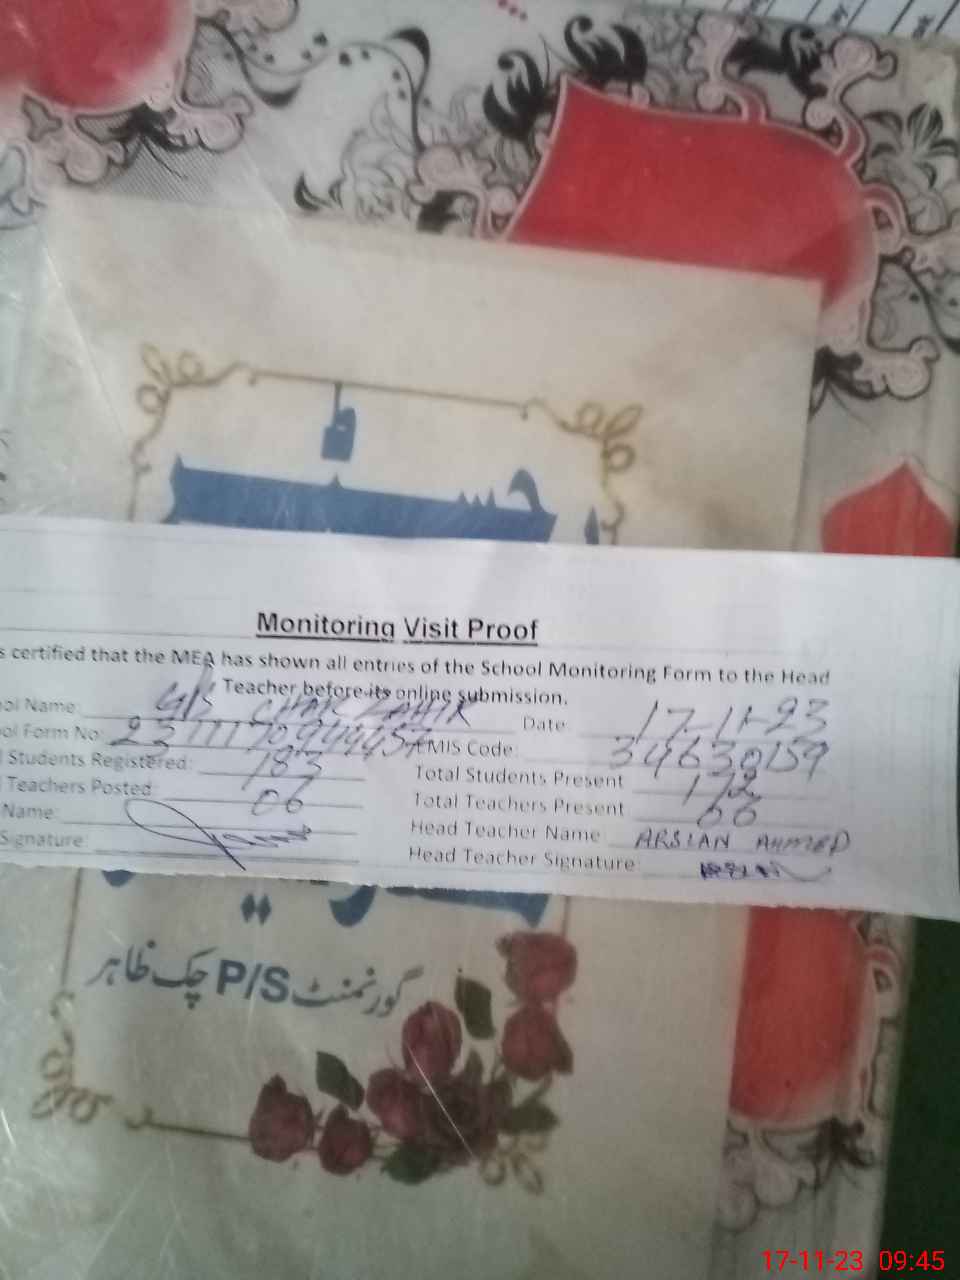 Monitoring Visit Proof
s certified that the MEA has shown all entries of the School Monitoring Form to the Head
Teacher before its online submission.
ool Name: G/S CHAK ZAHIR Date: 17-11-23
ool Form No: EMIS Code: 34630159
l Students Registered: 183 Total Students Present 172
l Teachers Posted: 06 Total Teachers Present 06
Name: Head Teacher Name ARSLAN AHMED
Signature: Head Teacher Signature:
گورنمنٹ P/S چک ظاہر
17-11-23 09:45